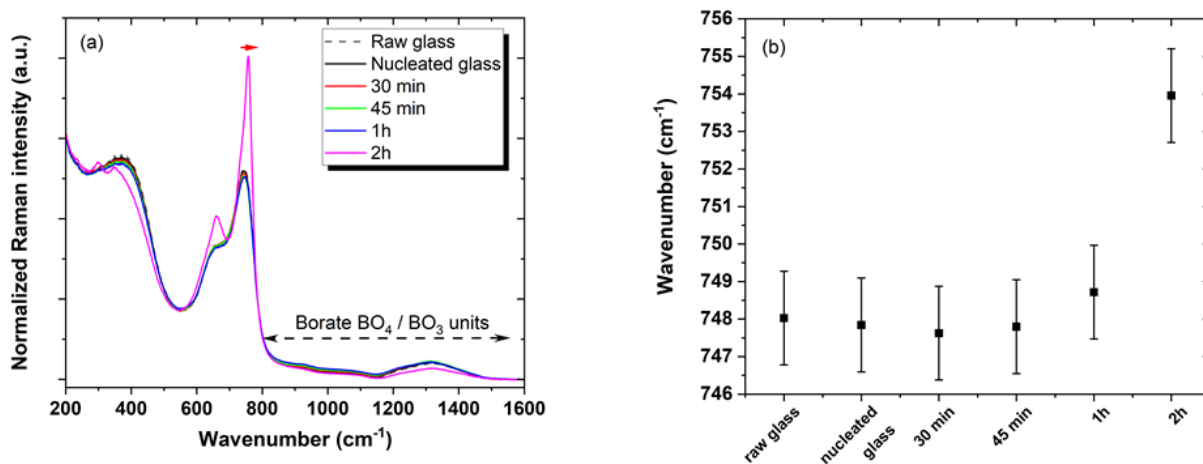 (a)
Raw glass
Nucleated glass
30 min
45 min
1h
2h
Borate BO4 / BO3 units
Normalized Raman intensity (a.u.)
200 400 600 800 1000 1200 1400 1600
Wavenumber (cm-1)
(b)
Wavenumber (cm-1)
756
755
754
753
752
751
750
749
748
747
746
raw glass
nucleated
glass
30 min
45 min
1h
2h